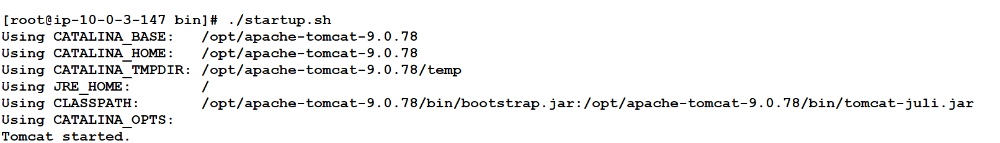 [root@ip-10-0-3-147 bin]# ./startup.sh
Using CATALINA_BASE:   /opt/apache-tomcat-9.0.78
Using CATALINA_HOME:   /opt/apache-tomcat-9.0.78
Using CATALINA_TMPDIR: /opt/apache-tomcat-9.0.78/temp
Using JRE_HOME:        /
Using CLASSPATH:       /opt/apache-tomcat-9.0.78/bin/bootstrap.jar:/opt/apache-tomcat-9.0.78/bin/tomcat-juli.jar
Using CATALINA_OPTS:
Tomcat started.